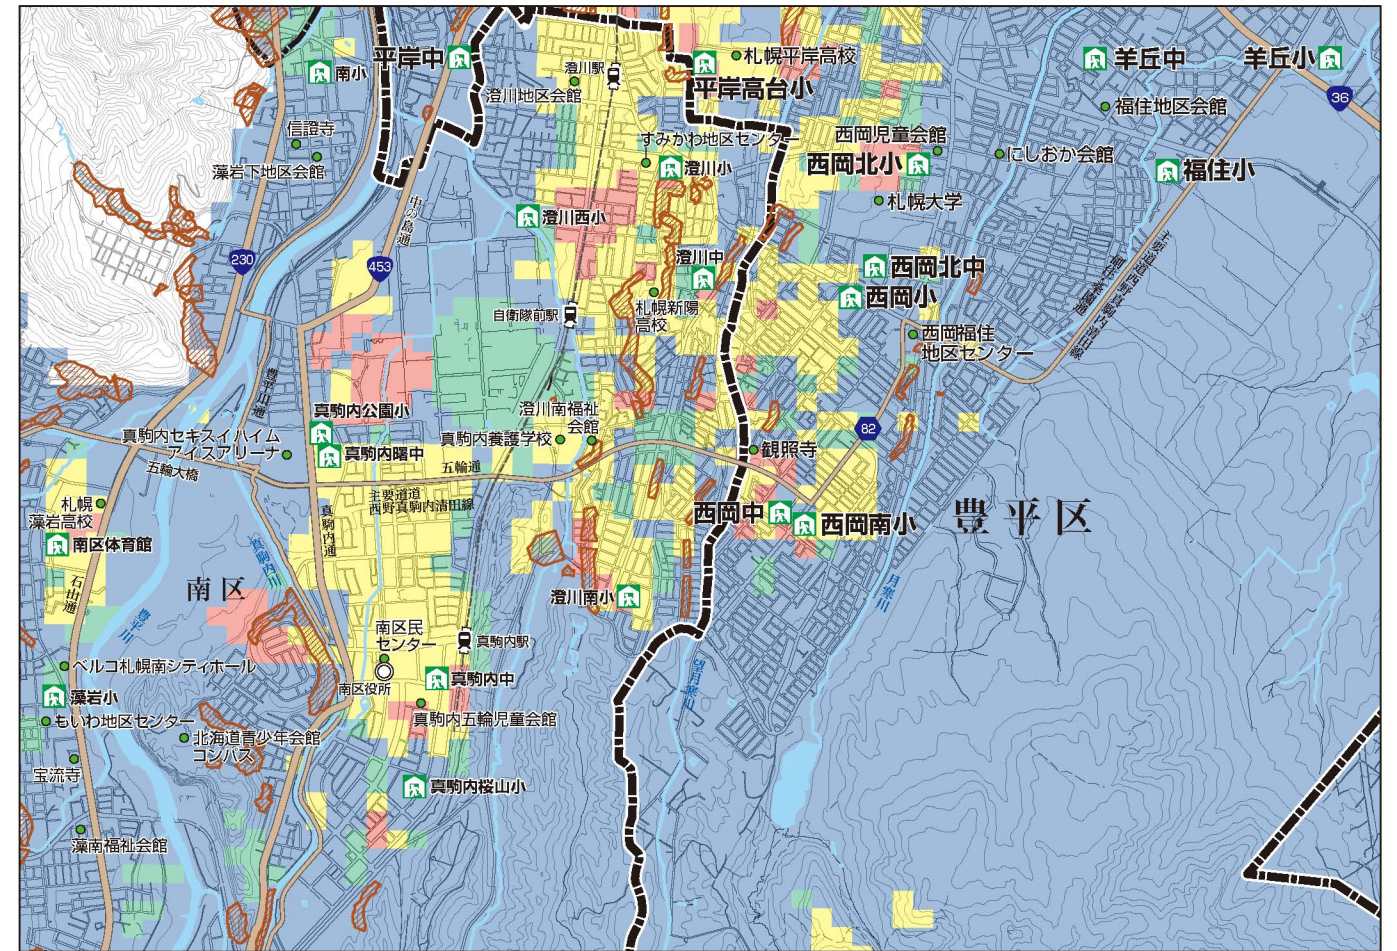 平岸中
南小
澄川駅
澄川地区会館
札幌平岸高校
平岸高台小
羊丘中
羊丘小
36
福住地区会館
信證寺
藻岩下地区会館
すみかわ地区センター
澄川小
西岡児童会館
西岡北小
にしおか会館
福住小
札幌大学
中の島通
澄川西小
230
453
澄川中
西岡北中
西岡小
札幌新陽
高校
自衛隊前駅
西岡福住
地区センター
豊平川通
真駒内公園小
真駒内曙中
真駒内セキスイハイム
アイスアリーナ
五輪大橋
澄川南福祉
会館
真駒内養護学校
五輪通
主要道道
西野真駒内清田線
82
観照寺
札幌
藻岩高校
南区体育館
真駒内通
西岡中
西岡南小
豊平区
石山通
真駒内川
豊平川
南区
澄川南小
月寒川
望月寒川
南区民
センター
南区役所
真駒内駅
真駒内中
真駒内五輪児童会館
ベルコ札幌南シティホール
藻岩小
もいわ地区センター
北海道青少年会館
コンパス
宝流寺
真駒内桜山小
藻南福祉会館
主要道道西野真駒内清田線